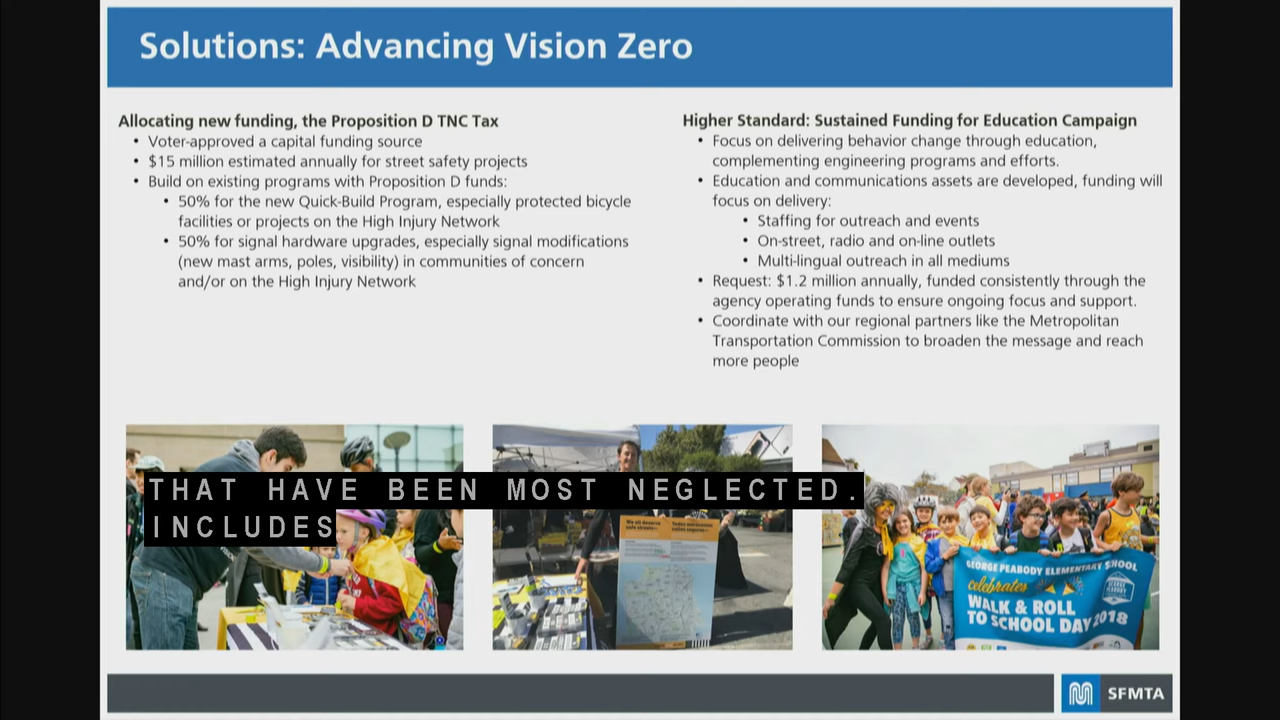 Solutions: Advancing Vision Zero
Allocating new funding, the Proposition D TNC Tax
• Voter-approved a capital funding source
• $15 million estimated annually for street safety projects
• Build on existing programs with Proposition D funds:
• 50% for the new Quick-Build Program, especially protected bicycle
facilities or projects on the High Injury Network
• 50% for signal hardware upgrades, especially signal modifications
(new mast arms, poles, visibility) in communities of concern
and/or on the High Injury Network
Higher Standard: Sustained Funding for Education Campaign
• Focus on delivering behavior change through education,
complementing engineering programs and efforts.
• Education and communications assets are developed, funding will
focus on delivery:
• Staffing for outreach and events
• On-street, radio and on-line outlets
• Multi-lingual outreach in all mediums
• Request: $1.2 million annually, funded consistently through the
agency operating funds to ensure ongoing focus and support.
• Coordinate with our regional partners like the Metropolitan
Transportation Commission to broaden the message and reach
more people
THAT HAVE BEEN MOST NEGLECTED.
INCLUDES
We all deserve
safe streets—
GEORGE PEABODY ELEMENTARY SCHOOL
celebrates
WALK & ROLL
TO SCHOOL DAY 2018
SFMTA